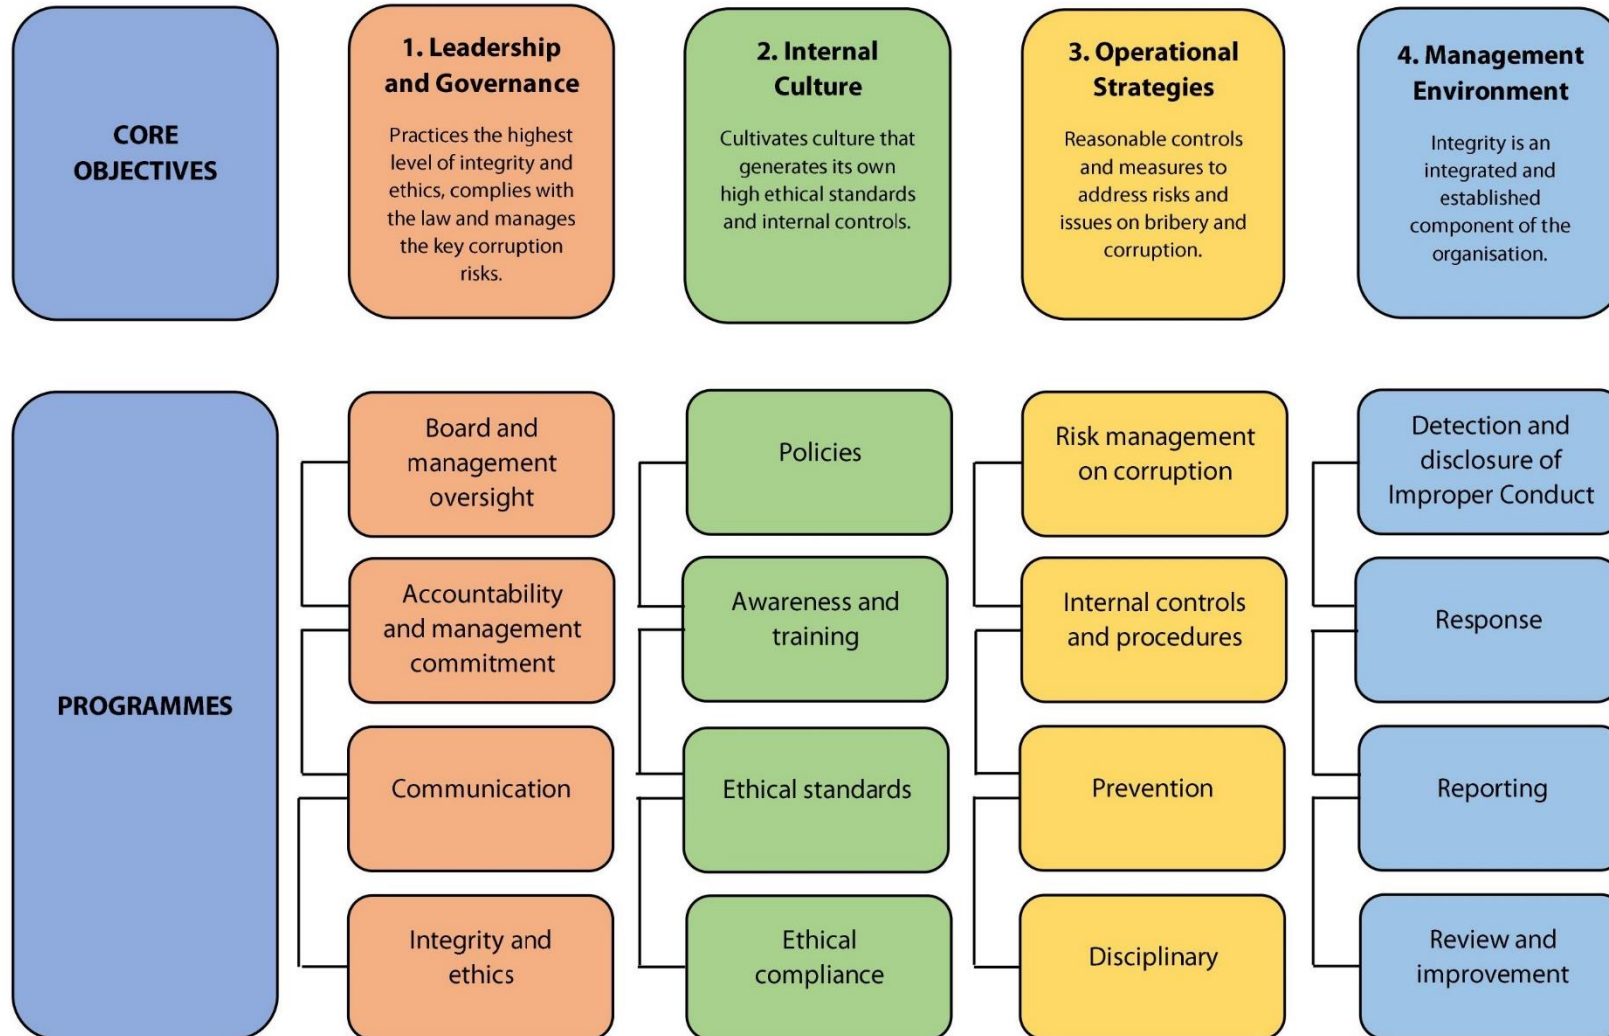 CORE
OBJECTIVES
1. Leadership
and Governance
Practices the highest
level of integrity and
ethics, complies with
the law and manages
the key corruption
risks.
2. Internal
Culture
Cultivates culture that
generates its own
high ethical standards
and internal controls.
3. Operational
Strategies
Reasonable controls
and measures to
address risks and
issues on bribery and
corruption.
4. Management
Environment
Integrity is an
integrated and
established
component of the
organisation.
PROGRAMMES
Board and
management
oversight
Accountability
and management
commitment
Communication
Integrity and
ethics
Policies
Awareness and
training
Ethical standards
Ethical
compliance
Risk management
on corruption
Internal controls
and procedures
Prevention
Disciplinary
Detection and
disclosure of
Improper Conduct
Response
Reporting
Review and
improvement